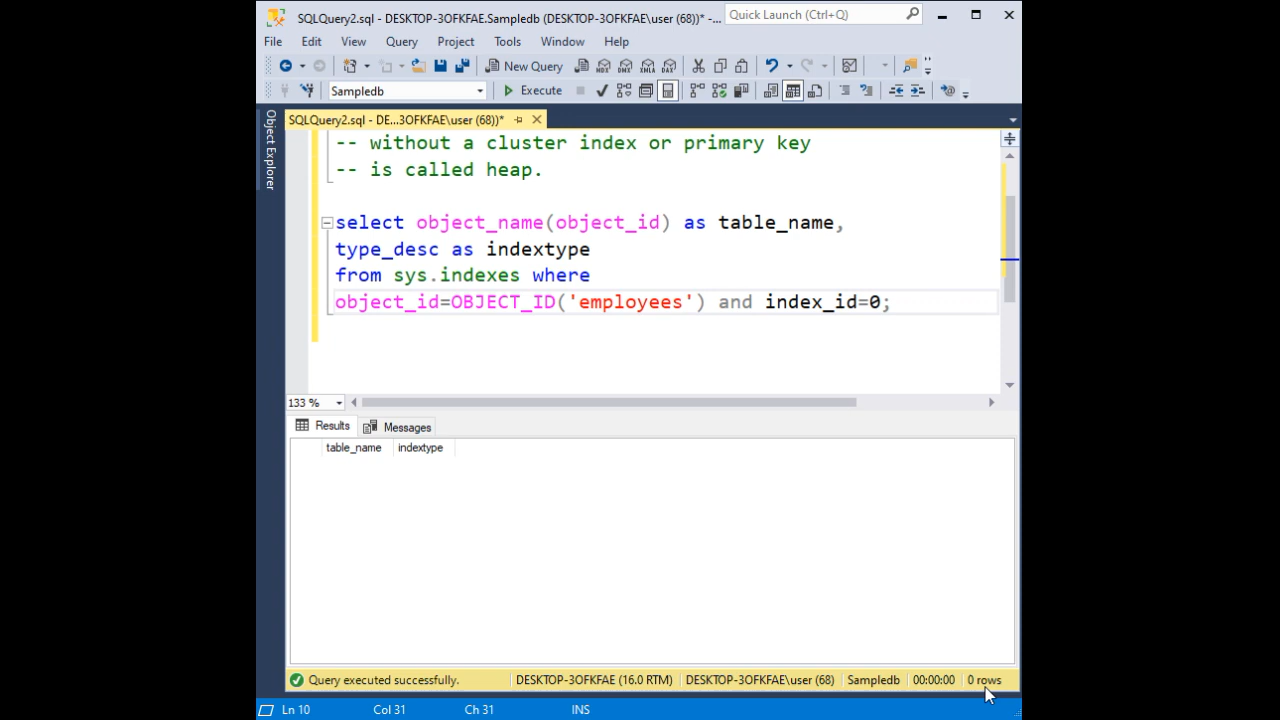 SQLQuery2.sql - DESKTOP-3OFKFAE.Sampledb (DESKTOP-3OFKFAE\user (68))* -...
Quick Launch (Ctrl+Q)
File Edit View Query Project Tools Window Help
New Query
MDX DMX XMLA DAX
Sampledb
Execute
SQLQuery2.sql - DE...3OFKFAE\user (68))*
Object Explorer
-- without a cluster index or primary key
-- is called heap.
select object_name(object_id) as table_name,
type_desc as indextype
from sys.indexes where
object_id=OBJECT_ID('employees') and index_id=0;
133 %
Results Messages
table_name indextype
Query executed successfully. DESKTOP-3OFKFAE (16.0 RTM) DESKTOP-3OFKFAE\user (68) Sampledb 00:00:00 0 rows
Ln 10 Col 31 Ch 31 INS